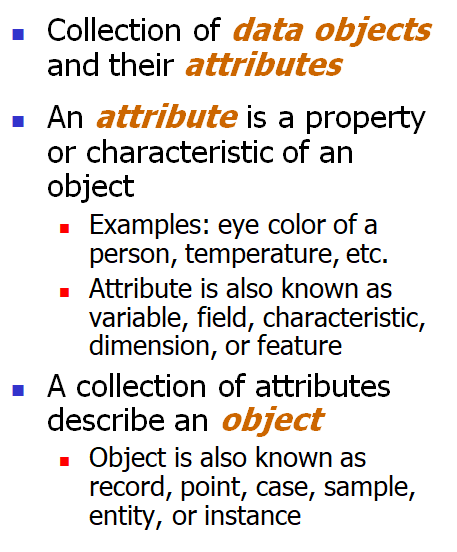 Collection of data objects
and their attributes
An attribute is a property
or characteristic of an
object
Examples: eye color of a
person, temperature, etc.
Attribute is also known as
variable, field, characteristic,
dimension, or feature
A collection of attributes
describe an object
Object is also known as
record, point, case, sample,
entity, or instance